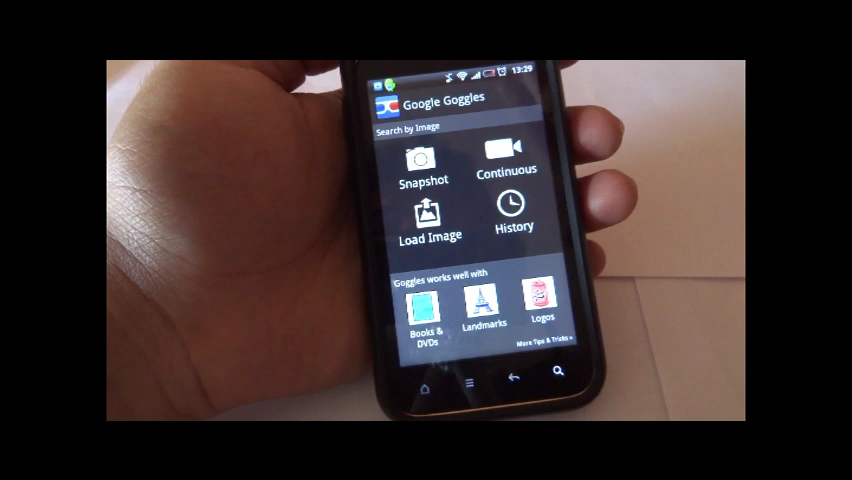 13:29
Google Goggles
Search by Image
Snapshot
Continuous
Load Image
History
Goggles works well with
Books & DVDs
Landmarks
Logos
More Tips & Tricks »